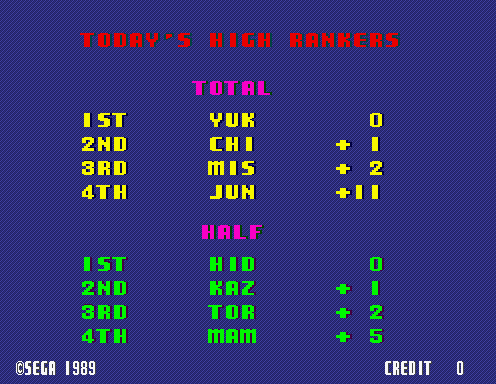 TODAY'S HIGH RANKERS
TOTAL
1ST YUK 0
2ND CHI + 1
3RD MIS + 2
4TH JUN +11
HALF
1ST HID 0
2ND KAZ + 1
3RD TOR + 2
4TH MAM + 5
©SEGA 1989 CREDIT 0